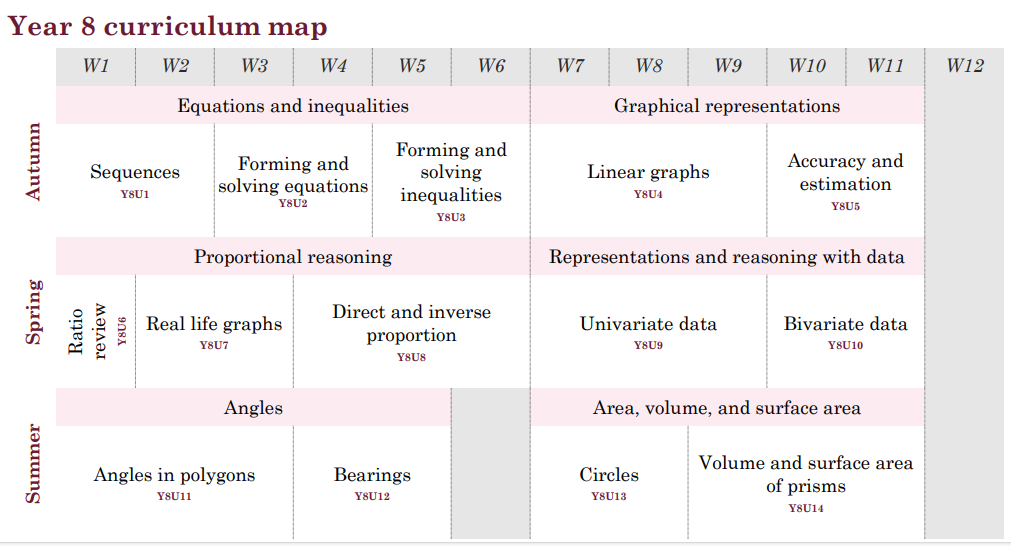 Year 8 curriculum map
W1 W2 W3 W4 W5 W6 W7 W8 W9 W10 W11 W12
Autumn
Equations and inequalities
Graphical representations
Sequences
Y8U1
Forming and
solving equations
Y8U2
Forming and
solving
inequalities
Y8U3
Linear graphs
Y8U4
Accuracy and
estimation
Y8U5
Spring
Proportional reasoning
Representations and reasoning with data
Ratio
review
Y8U6
Real life graphs
Y8U7
Direct and inverse
proportion
Y8U8
Univariate data
Y8U9
Bivariate data
Y8U10
Summer
Angles
Area, volume, and surface area
Angles in polygons
Y8U11
Bearings
Y8U12
Circles
Y8U13
Volume and surface area
of prisms
Y8U14